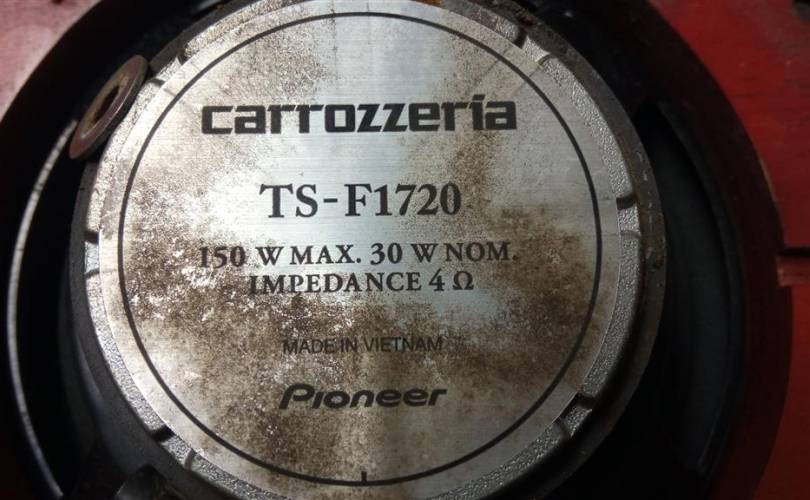 carrozzeria
TS-F1720
150 W MAX. 30 W NOM.
IMPEDANCE 4 Ω
MADE IN VIETNAM
Pioneer